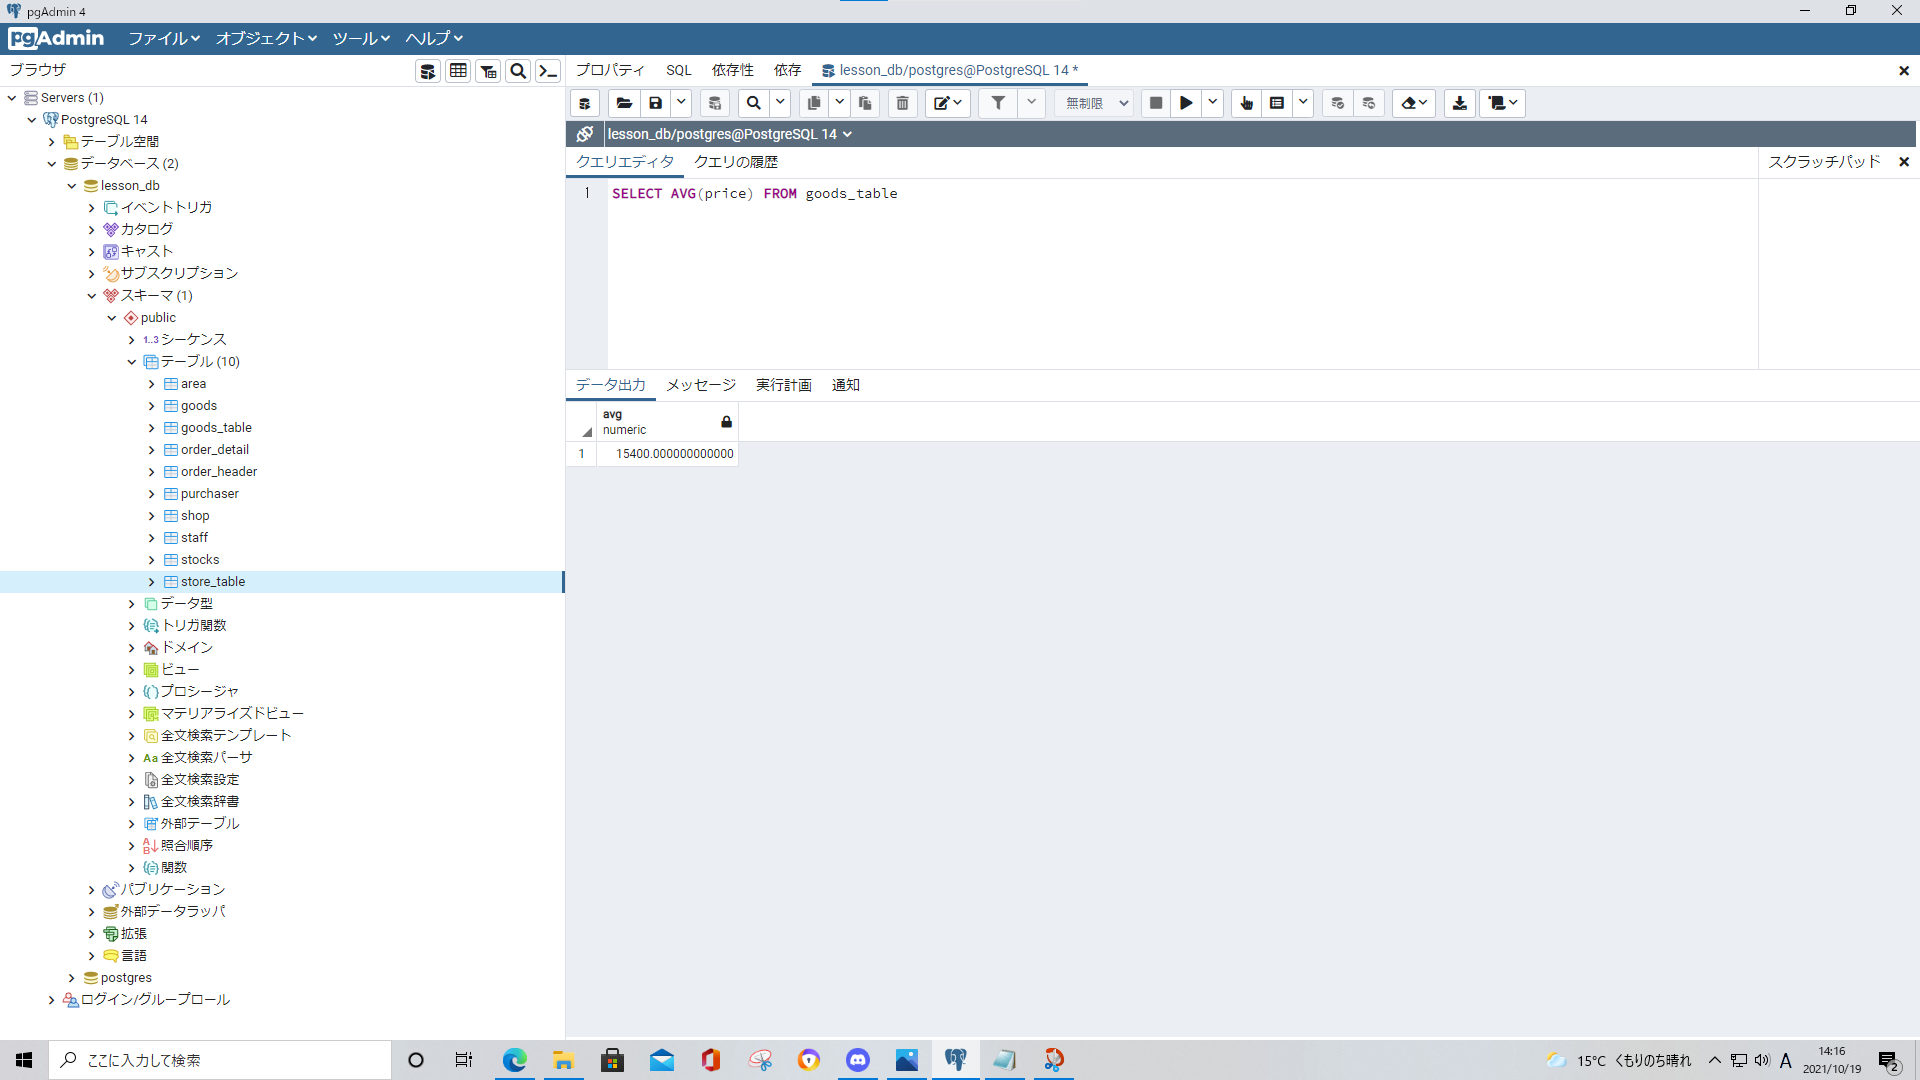 pgAdmin 4
pgAdmin ファイル オブジェクト ツール ヘルプ
ブラウザ
プロパティ SQL 依存性 依存 lesson_db/postgres@PostgreSQL 14 *
無制限
lesson_db/postgres@PostgreSQL 14
クエリエディタ クエリの履歴
スクラッチパッド
1 SELECT AVG(price) FROM goods_table
データ出力 メッセージ 実行計画 通知
avg
numeric
1 15400.000000000000
Servers (1)
PostgreSQL 14
テーブル空間
データベース (2)
lesson_db
イベントトリガ
カタログ
キャスト
サブスクリプション
スキーマ (1)
public
1..3 シーケンス
テーブル (10)
area
goods
goods_table
order_detail
order_header
purchaser
shop
staff
stocks
store_table
データ型
トリガ関数
ドメイン
ビュー
プロシージャ
マテリアライズドビュー
全文検索テンプレート
Aa 全文検索パーサ
全文検索設定
全文検索辞書
外部テーブル
照合順序
関数
パブリケーション
外部データラッパ
拡張
言語
postgres
ログイン/グループロール
ここに入力して検索
15°C くもりのち晴れ
A
14:16
2021/10/19
2